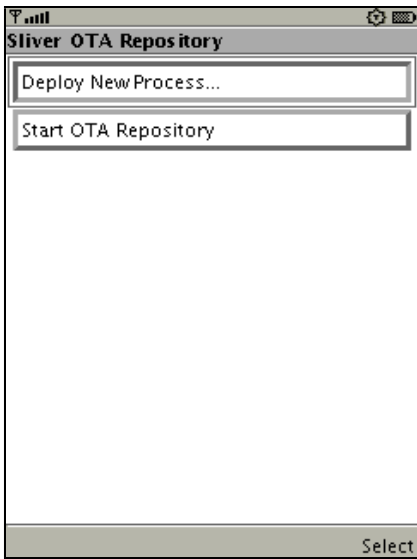 Sliver OTA Repository
Deploy New Process...
Start OTA Repository
Select